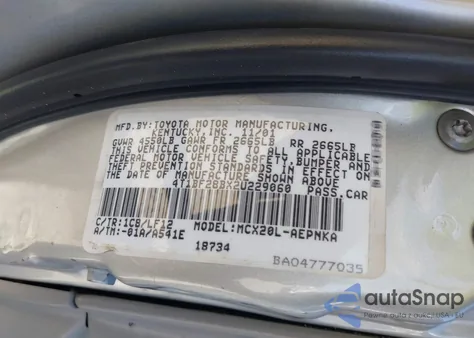 MFD.BY:TOYOTA MOTOR MANUFACTURING,
KENTUCKY,INC. 11/01
GVWR 4550LB GAWR FR 2665LB RR 2665LB
THIS VEHICLE CONFORMS TO ALL APPLICABLE
FEDERAL MOTOR VEHICLE SAFETY,BUMPER AND
THEFT PREVENTION STANDARDS IN EFFECT ON
THE DATE OF MANUFACTURE SHOWN ABOVE.
4T1BF28BX2U229060 PASS.CAR
C/TR:1C8/LF12 MODEL:MCX20L-AEPNKA
A/TM:-01A/A541E 18734
BA04777035
autoSnap